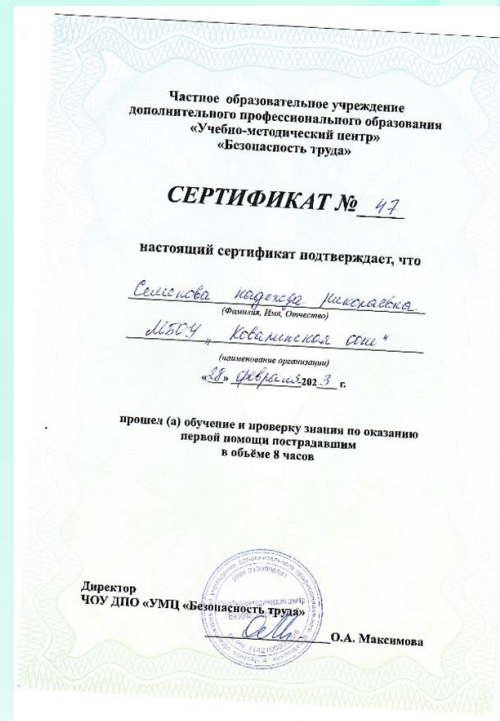 Частное образовательное учреждение
дополнительного профессионального образования
«Учебно-методический центр»
«Безопасность труда»
СЕРТИФИКАТ № 47
настоящий сертификат подтверждает, что
Семенова Надежда Николаевна
(Фамилия, Имя, Отчество)
МБОУ "Ковалинская ООШ"
(наименование организации)
«28» февраля 2023 г.
прошел (а) обучение и проверку знания по оказанию
первой помощи пострадавшим
в объёме 8 часов
Директор
ЧОУ ДПО «УМЦ «Безопасность труда»
О.А. Максимова